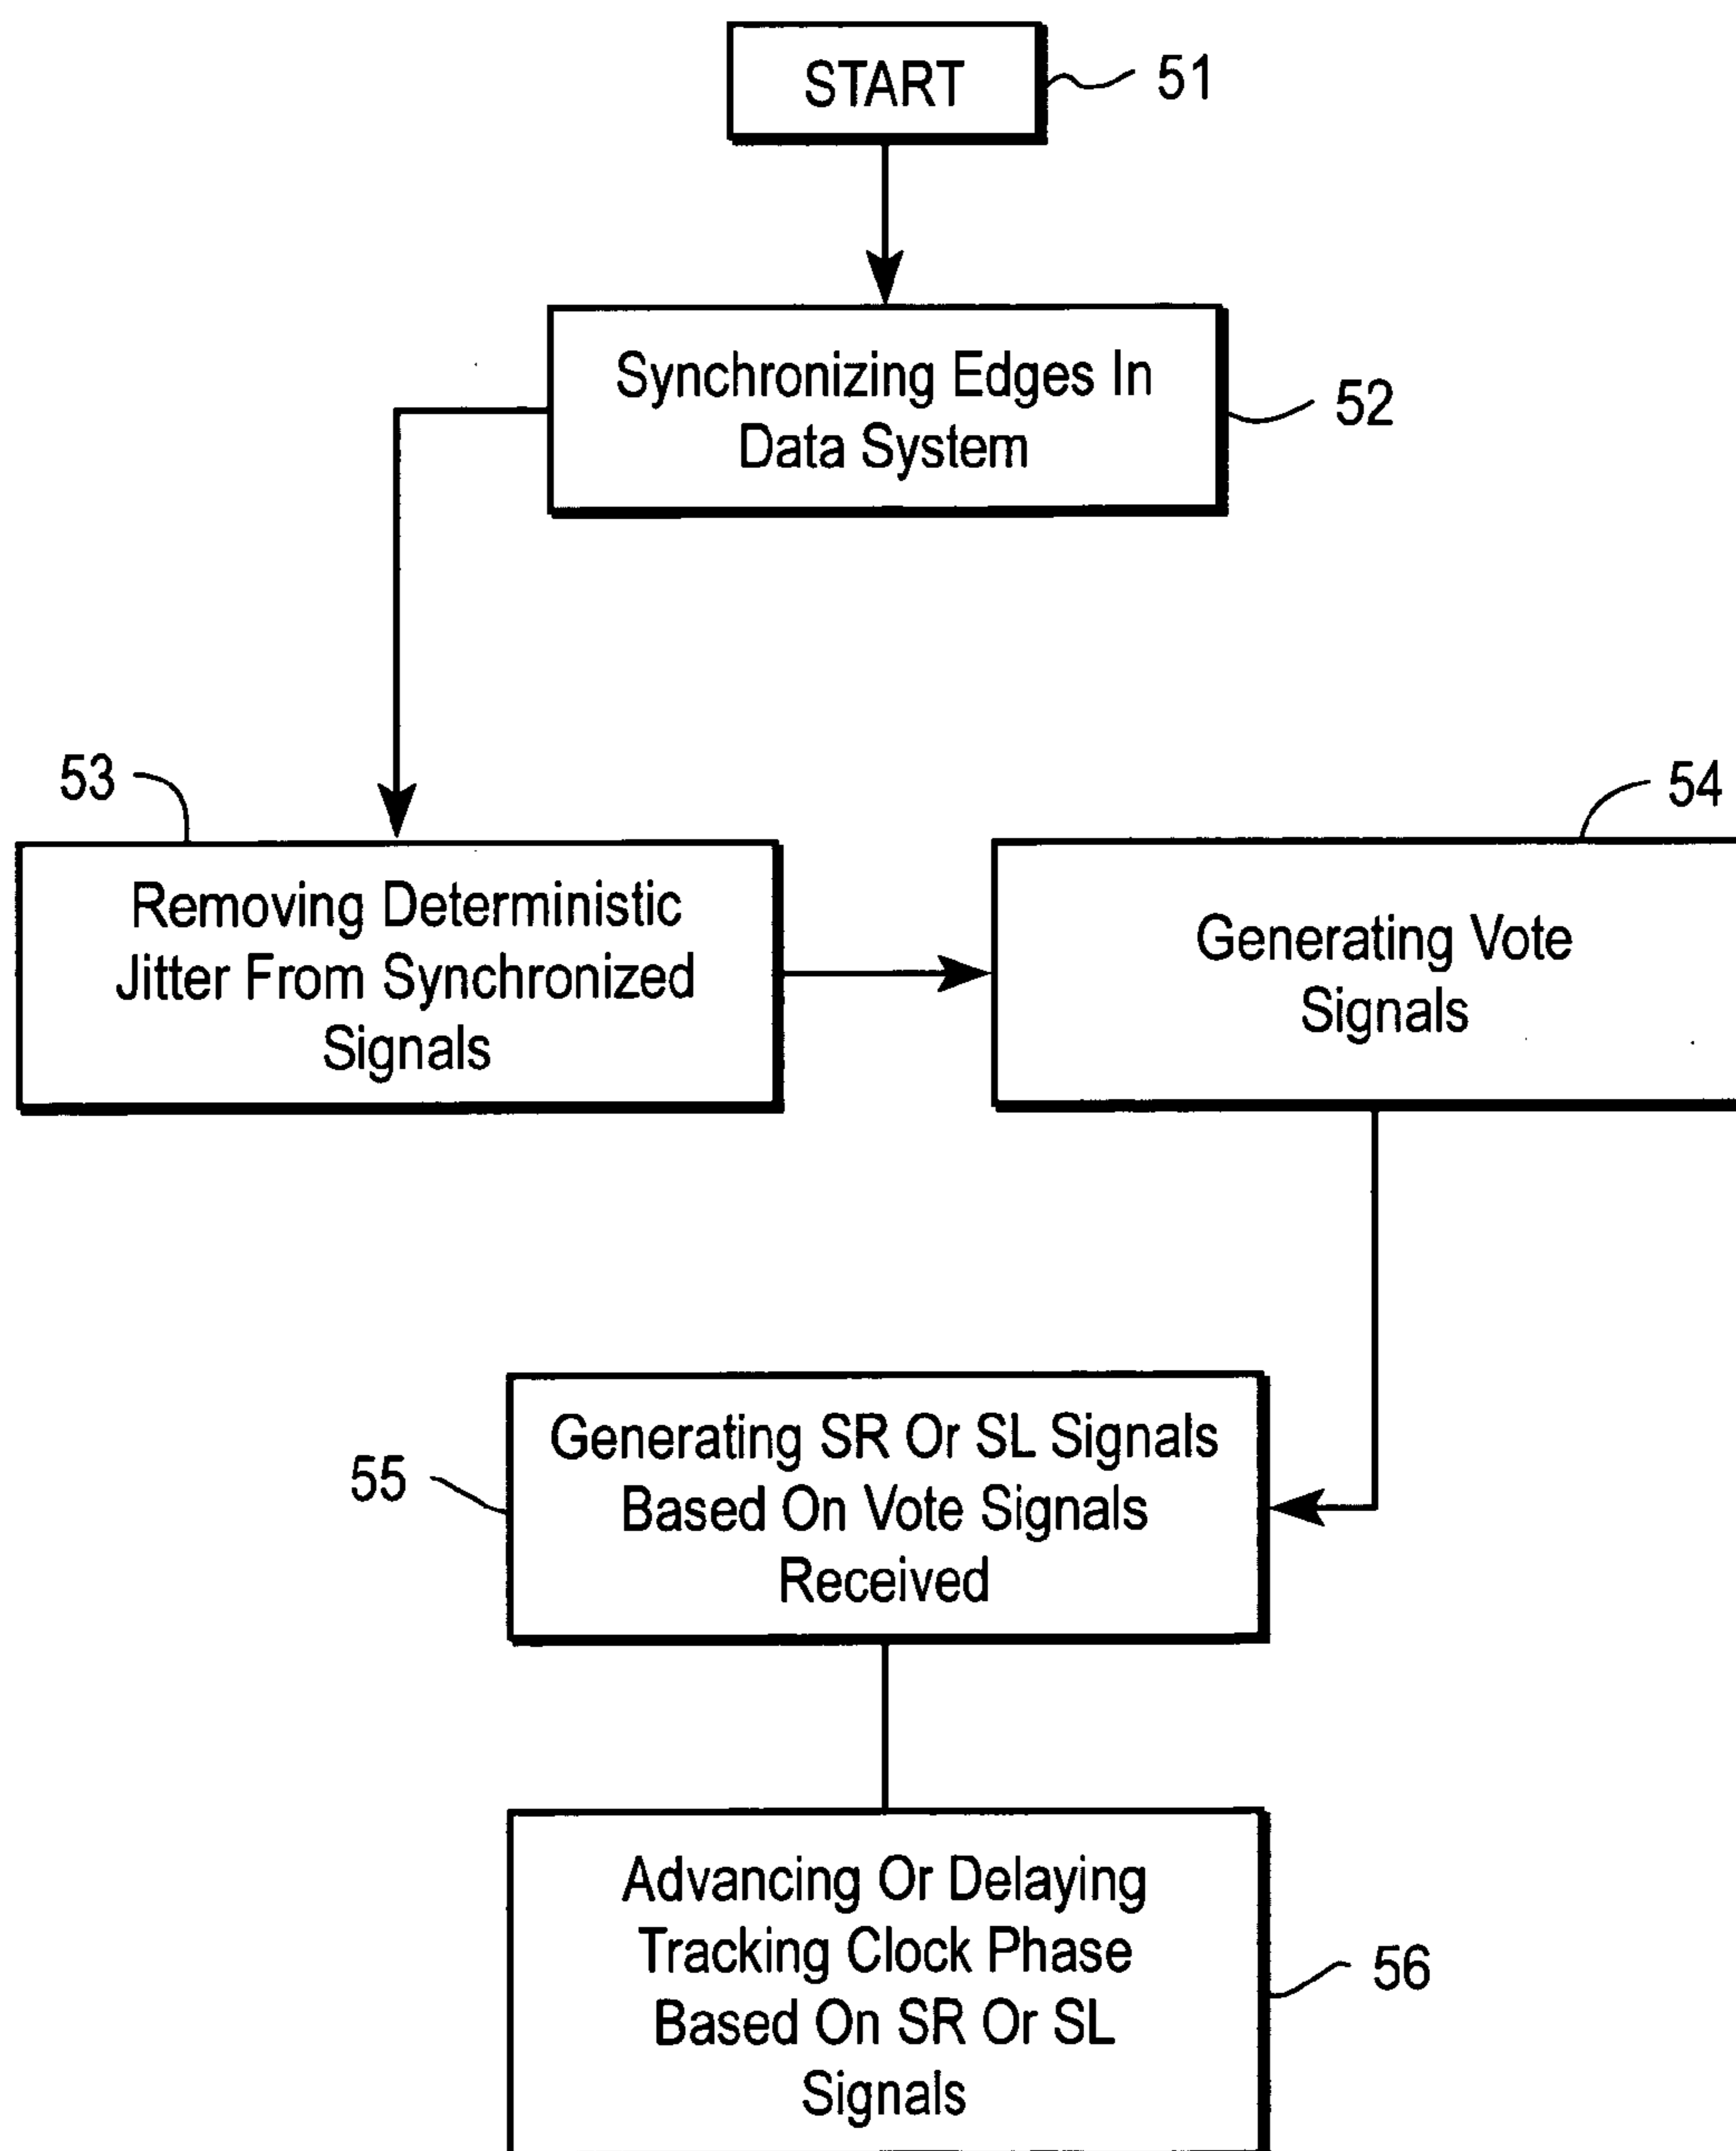 START
51
Synchronizing Edges In
Data System
52
53
54
Removing Deterministic
Jitter From Synchronized
Signals
Generating Vote
Signals
55
Generating SR Or SL Signals
Based On Vote Signals
Received
Advancing Or Delaying
Tracking Clock Phase
Based On SR Or SL
Signals
56